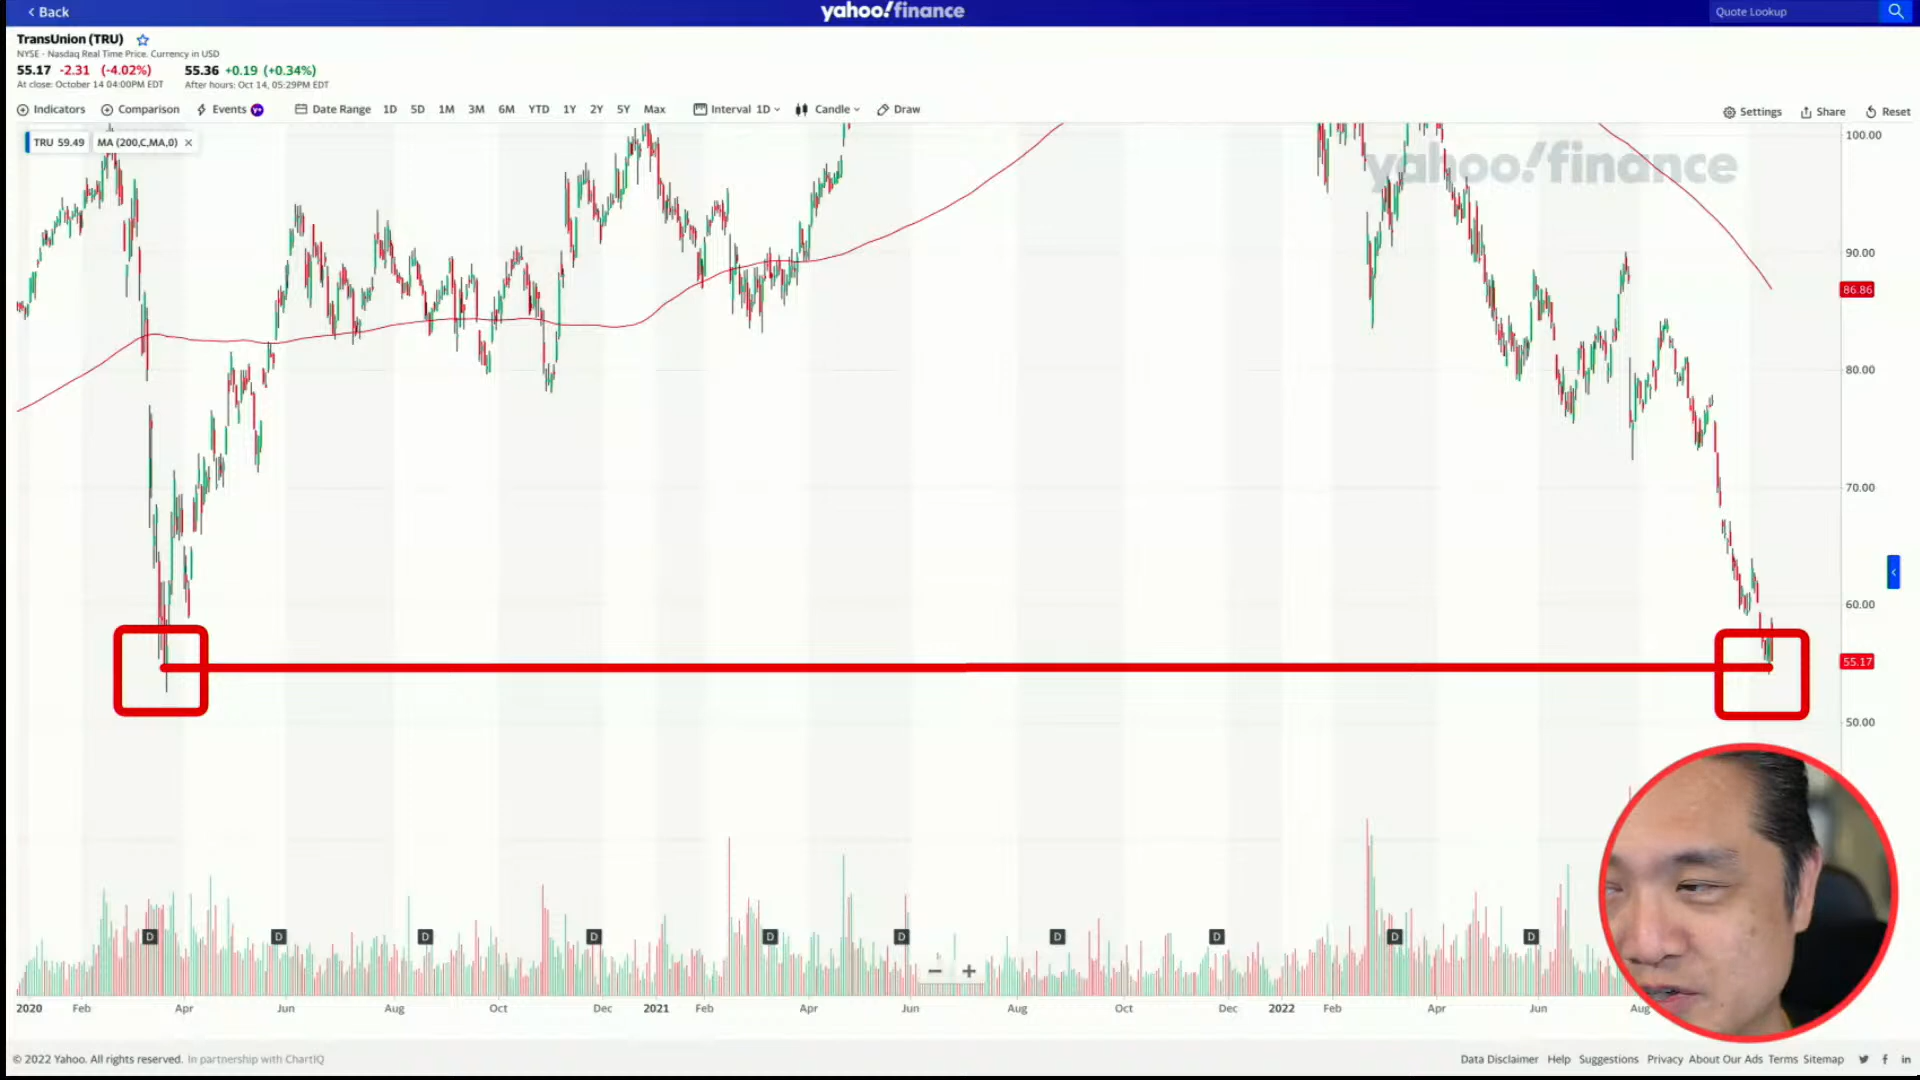 Back
yahoo!finance
Quote Lookup
TransUnion (TRU)
NYSE - Nasdaq Real Time Price. Currency in USD
55.17 -2.31 (-4.02%) 55.36 +0.19 (+0.34%)
At close: October 14 04:00PM EDT After hours: Oct 14, 05:29PM EDT
Indicators Comparison Events Y+ Date Range 1D 5D 1M 3M 6M YTD 1Y 2Y 5Y Max Interval 1D Candle Draw Settings Share Reset
TRU 59.49 MA (200,C,MA,0)
yahoo!finance
100.00
90.00
86.86
80.00
70.00
60.00
55.17
50.00
D D D D D D D D D D
2020 Feb Apr Jun Aug Oct Dec 2021 Feb Apr Jun Aug Oct Dec 2022 Feb Apr Jun Aug
© 2022 Yahoo. All rights reserved. In partnership with ChartIQ
Data Disclaimer Help Suggestions Privacy About Our Ads Terms Sitemap